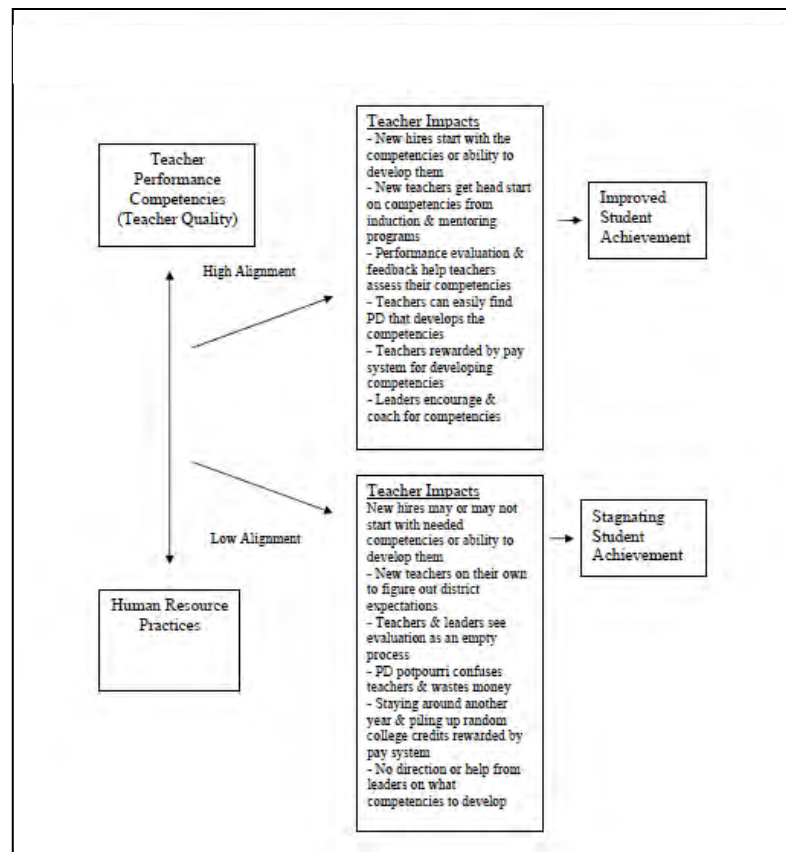 Teacher
Performance
Competencies
(Teacher Quality)
High Alignment
Low Alignment
Human Resource
Practices
Teacher Impacts
- New hires start with the
competencies or ability to
develop them
- New teachers get head start
on competencies from
induction & mentoring
programs
- Performance evaluation &
feedback help teachers
assess their competencies
- Teachers can easily find
PD that develops the
competencies
- Teachers rewarded by pay
system for developing
competencies
- Leaders encourage &
coach for competencies
Improved
Student
Achievement
Teacher Impacts
New hires may or may not
start with needed
competencies or ability to
develop them
- New teachers on their own
to figure out district
expectations
- Teachers & leaders see
evaluation as an empty
process
- PD potpourri confuses
teachers & wastes money
- Staying around another
year & piling up random
college credits rewarded by
pay system
- No direction or help from
leaders on what
competencies to develop
Stagnating
Student
Achievement